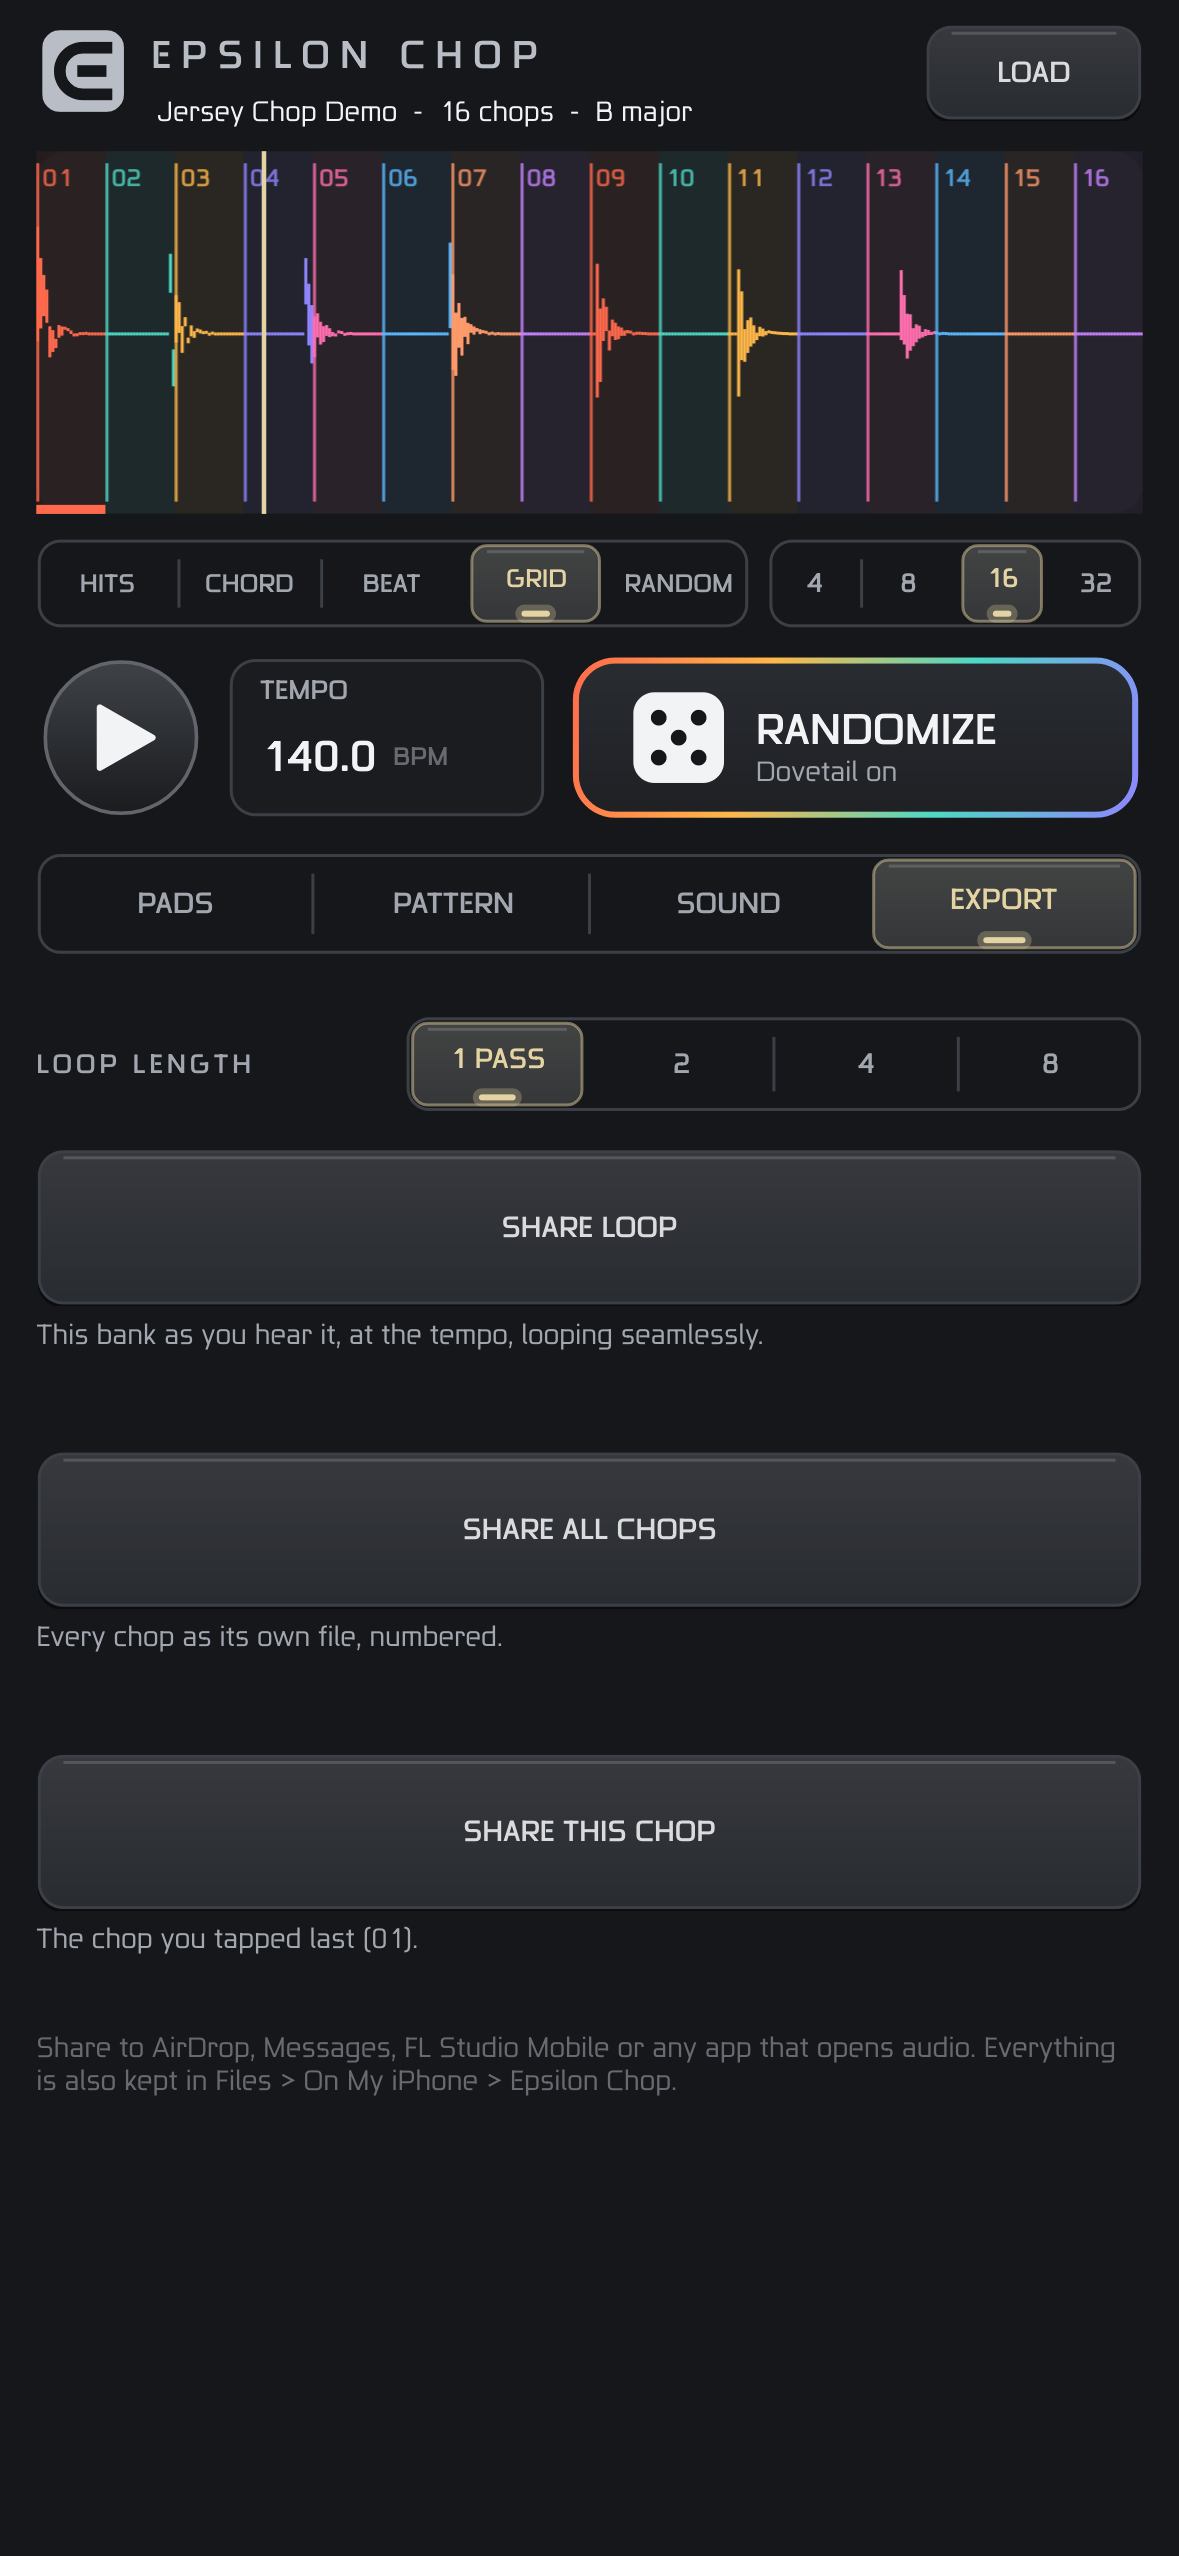 EPSILON CHOP
LOAD
Jersey Chop Demo - 16 chops - B major
01 02 03 04 05 06 07 08 09 10 11 12 13 14 15 16
HITS CHORD BEAT GRID RANDOM 4 8 16 32
TEMPO
140.0 BPM
RANDOMIZE
Dovetail on
PADS PATTERN SOUND EXPORT
LOOP LENGTH 1 PASS 2 4 8
SHARE LOOP
This bank as you hear it, at the tempo, looping seamlessly.
SHARE ALL CHOPS
Every chop as its own file, numbered.
SHARE THIS CHOP
The chop you tapped last (01).
Share to AirDrop, Messages, FL Studio Mobile or any app that opens audio. Everything
is also kept in Files > On My iPhone > Epsilon Chop.